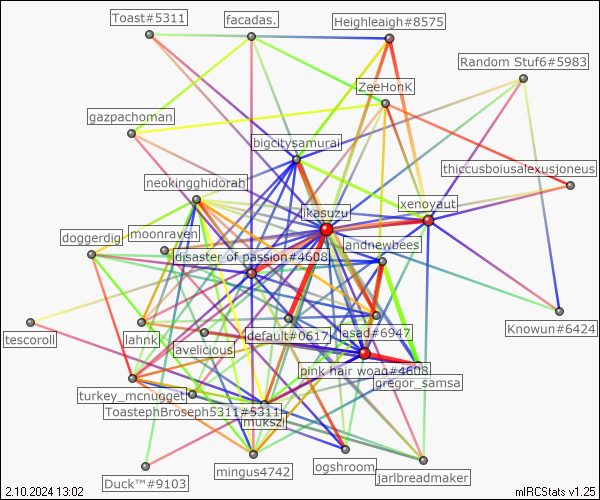 Toast#5311
facadas.
Heighleaigh#8575
Random Stuf6#5983
ZeeHonK
gazpachoman
bigcitysamurai
thiccusboiusalexusjoneus
neokingghidorah
xenoyaut
ikasuzu
moonraven
doggerdig
andnewbees
disaster of passion#4608
tescoroll
lahnk
default#0617
asad#6947
Knowun#6424
avelicious
pink hair woag#4608
gregor_samsa
turkey_mcnugget
ToastephBroseph5311#5311
mukszi
mingus4742
ogshroom
jarlbreadmaker
Duck™#9103
2.10.2024 13:02
mIRCStats v1.25